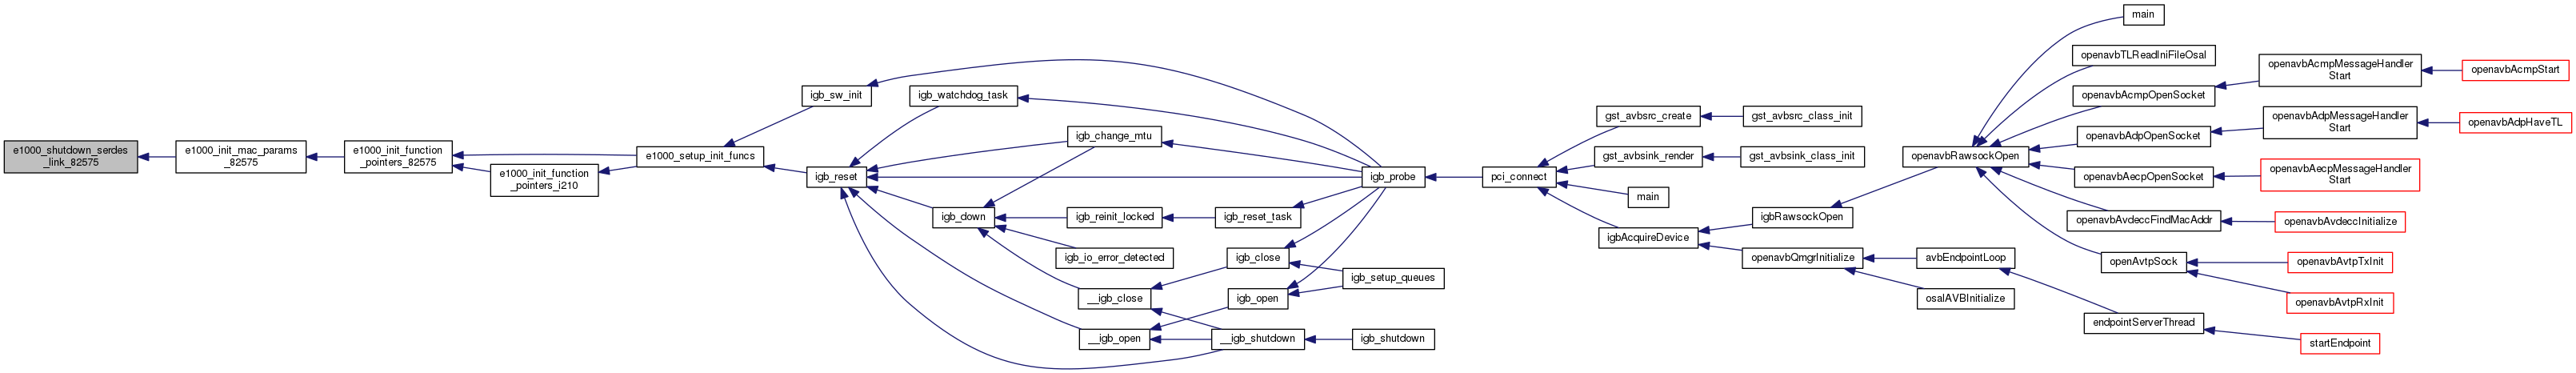 e1000_shutdown_serdes
_link_82575
e1000_init_mac_params
_82575
e1000_init_function
_pointers_82575
e1000_init_function
_pointers_i210
e1000_setup_init_funcs
igb_sw_init
igb_reset
igb_watchdog_task
igb_change_mtu
igb_down
igb_reinit_locked
igb_reset_task
igb_io_error_detected
igb_close
__igb_close
igb_open
__igb_open
__igb_shutdown
igb_shutdown
igb_setup_queues
igb_probe
pci_connect
gst_avbsrc_create
gst_avbsrc_class_init
gst_avbsink_render
gst_avbsink_class_init
main
igbAcquireDevice
igbRawsockOpen
openavbQmgrInitialize
avbEndpointLoop
osalAVBInitialize
endpointServerThread
startEndpoint
openavbRawsockOpen
main
openavbTLReadIniFileOsal
openavbAcmpOpenSocket
openavbAcmpMessageHandler
Start
openavbAcmpStart
openavbAdpOpenSocket
openavbAdpMessageHandler
Start
openavbAdpHaveTL
openavbAecpOpenSocket
openavbAecpMessageHandler
Start
openavbAvdeccFindMacAddr
openavbAvdeccInitialize
openAvtpSock
openavbAvtpTxInit
openavbAvtpRxInit